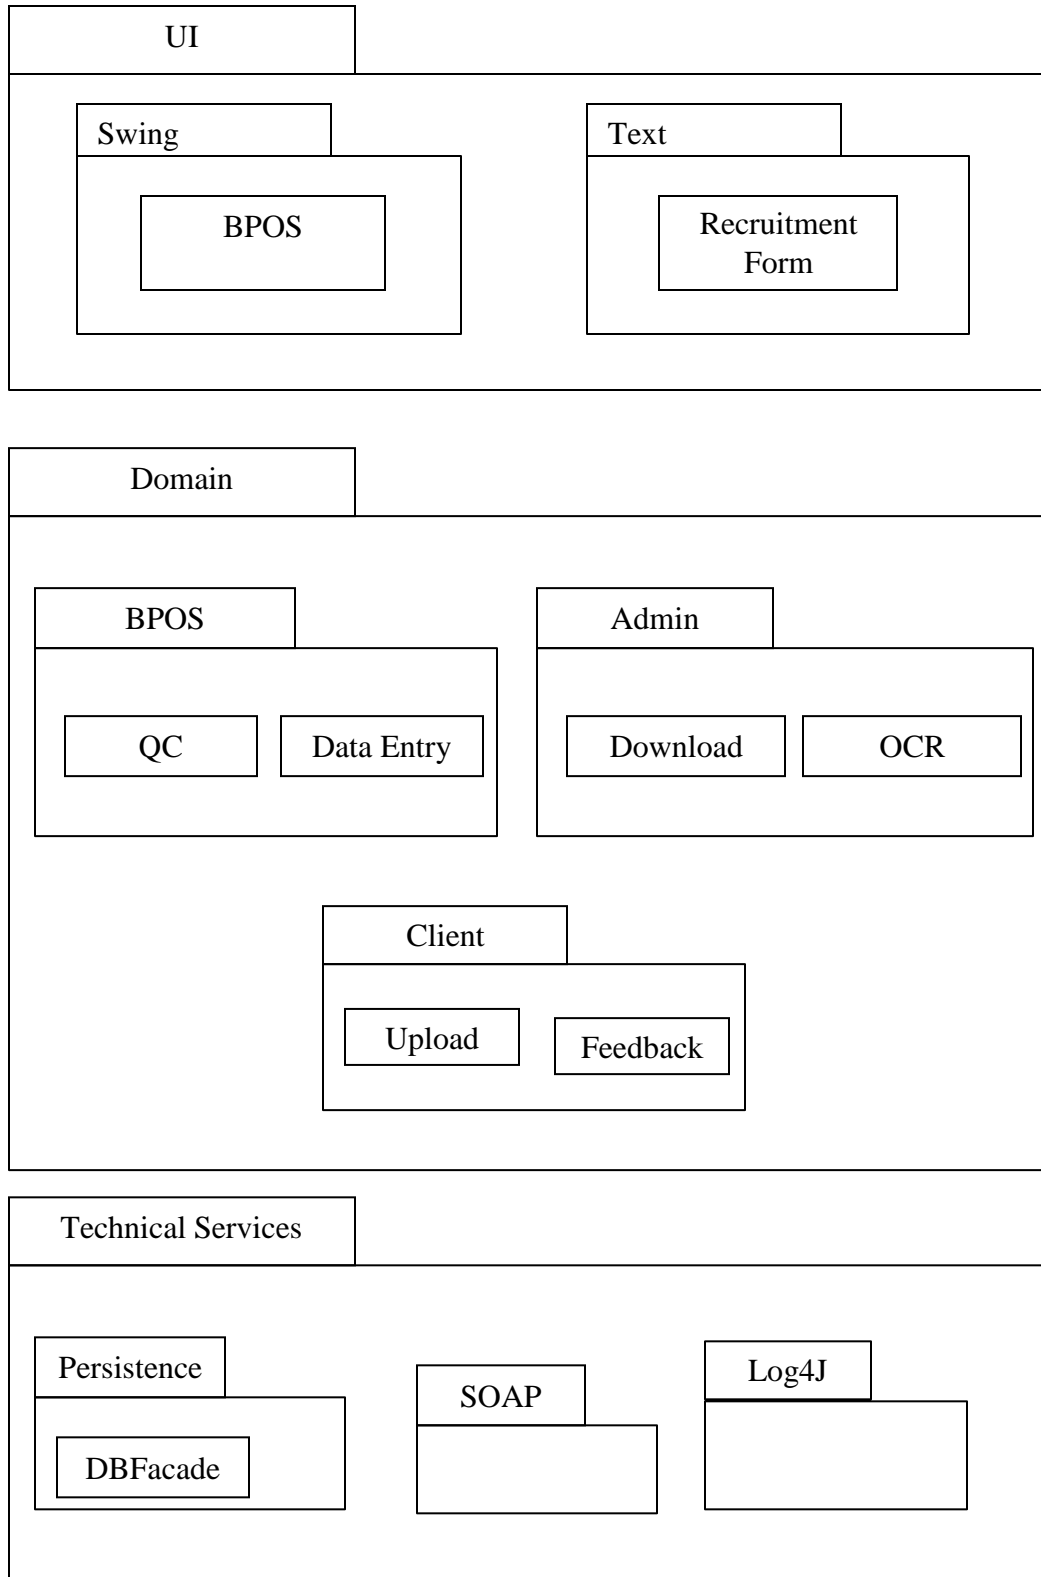 UI
Swing
Text
BPOS
Recruitment
Form
Domain
BPOS
Admin
QC
Data Entry
Download
OCR
Client
Upload
Feedback
Technical Services
Persistence
SOAP
Log4J
DBFacade